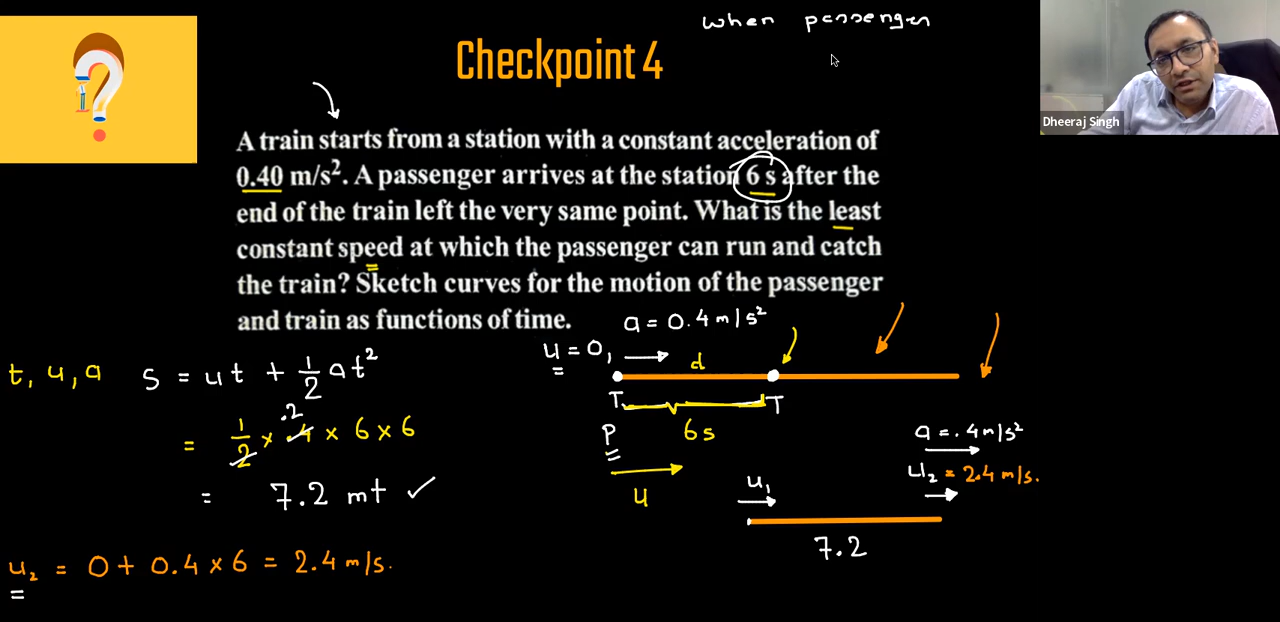 when passenger
Checkpoint 4
Dheeraj Singh
A train starts from a station with a constant acceleration of
0.40 m/s². A passenger arrives at the station 6 s after the
end of the train left the very same point. What is the least
constant speed at which the passenger can run and catch
the train? Sketch curves for the motion of the passenger
and train as functions of time.
a = 0.4 m/s²
u = 0,
d
T
T
6s
P
u
t, u, a
s = ut + 1/2 at²
= 1/2 × .4 × 6 × 6
.2
= 7.2 mt ✓
u₂ = 0 + 0.4 × 6 = 2.4 m/s.
=
a = .4 m/s²
u₁
u₂ = 2.4 m/s.
7.2